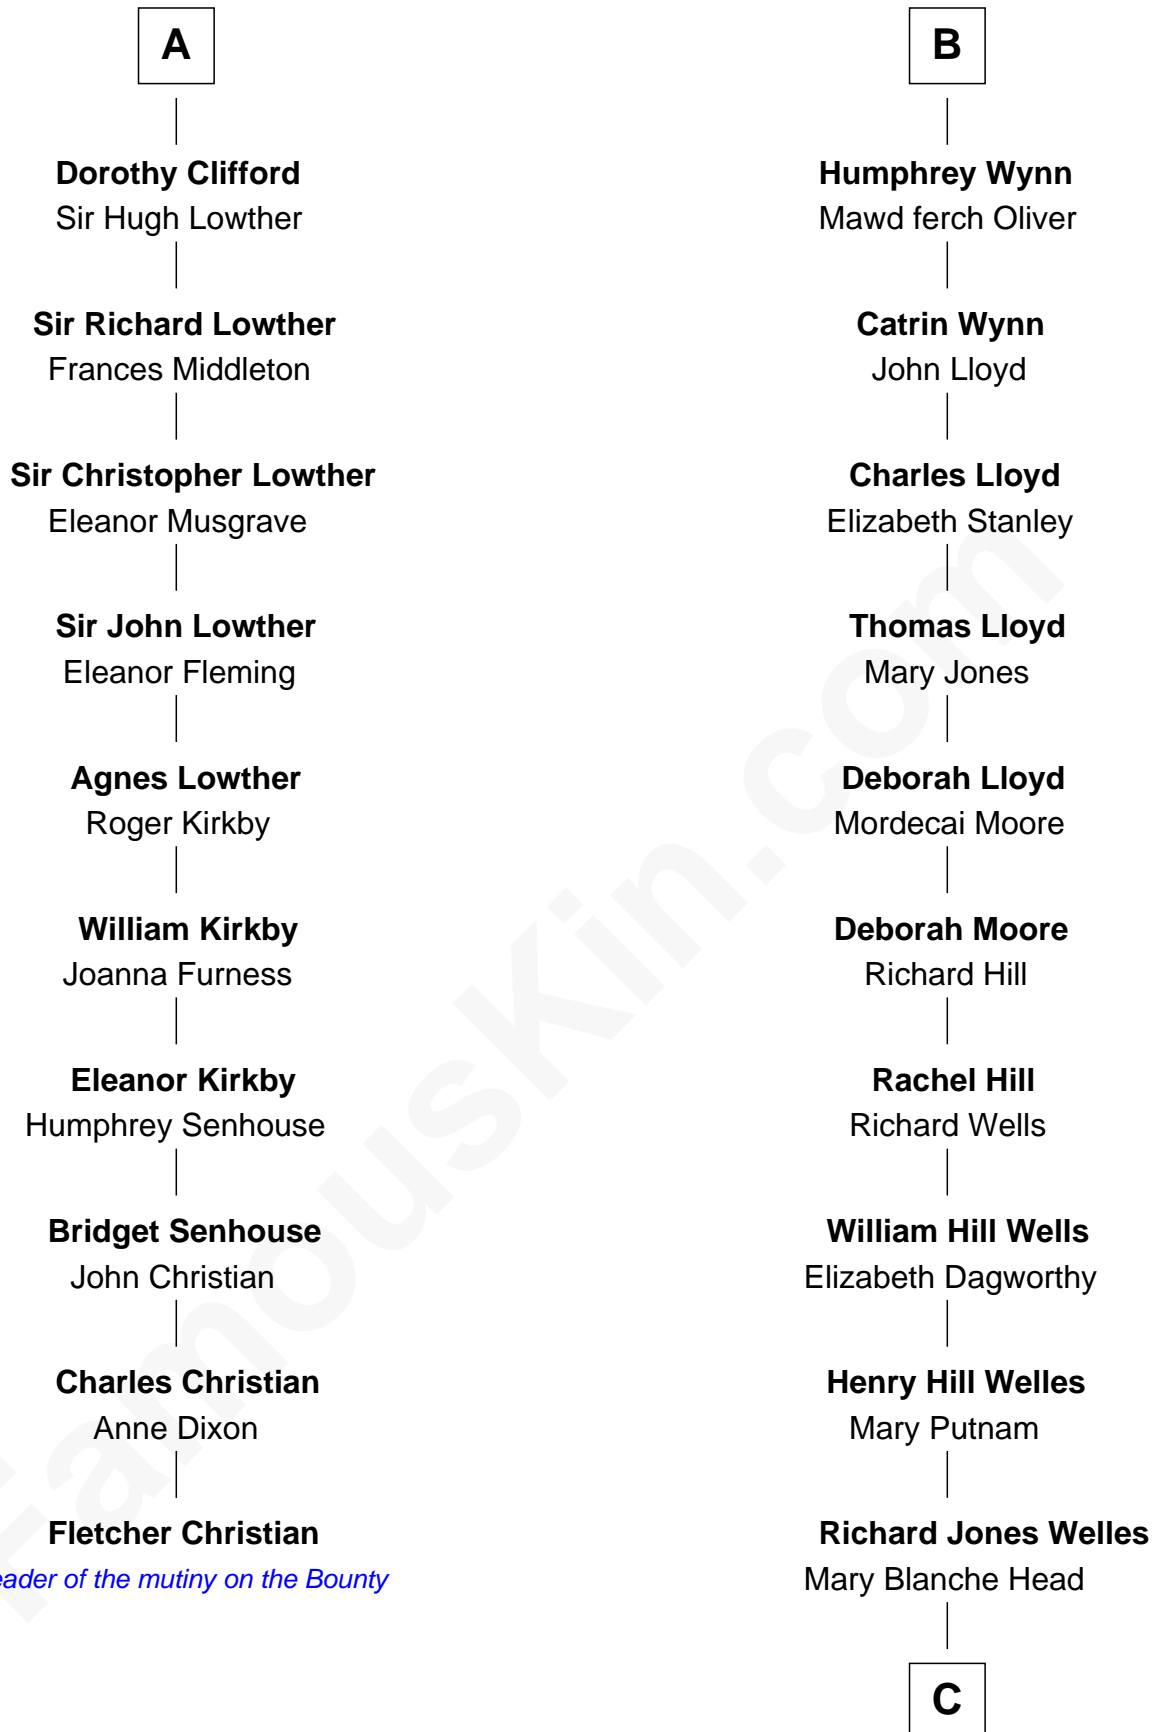 A
Dorothy Clifford
Sir Hugh Lowther
Sir Richard Lowther
Frances Middleton
Sir Christopher Lowther
Eleanor Musgrave
Sir John Lowther
Eleanor Fleming
Agnes Lowther
Roger Kirkby
William Kirkby
Joanna Furness
Eleanor Kirkby
Humphrey Senhouse
Bridget Senhouse
John Christian
Charles Christian
Anne Dixon
Fletcher Christian
eader of the mutiny on the Bounty
B
Humphrey Wynn
Mawd ferch Oliver
Catrin Wynn
John Lloyd
Charles Lloyd
Elizabeth Stanley
Thomas Lloyd
Mary Jones
Deborah Lloyd
Mordecai Moore
Deborah Moore
Richard Hill
Rachel Hill
Richard Wells
William Hill Wells
Elizabeth Dagworthy
Henry Hill Welles
Mary Putnam
Richard Jones Welles
Mary Blanche Head
C
FamousKin.com